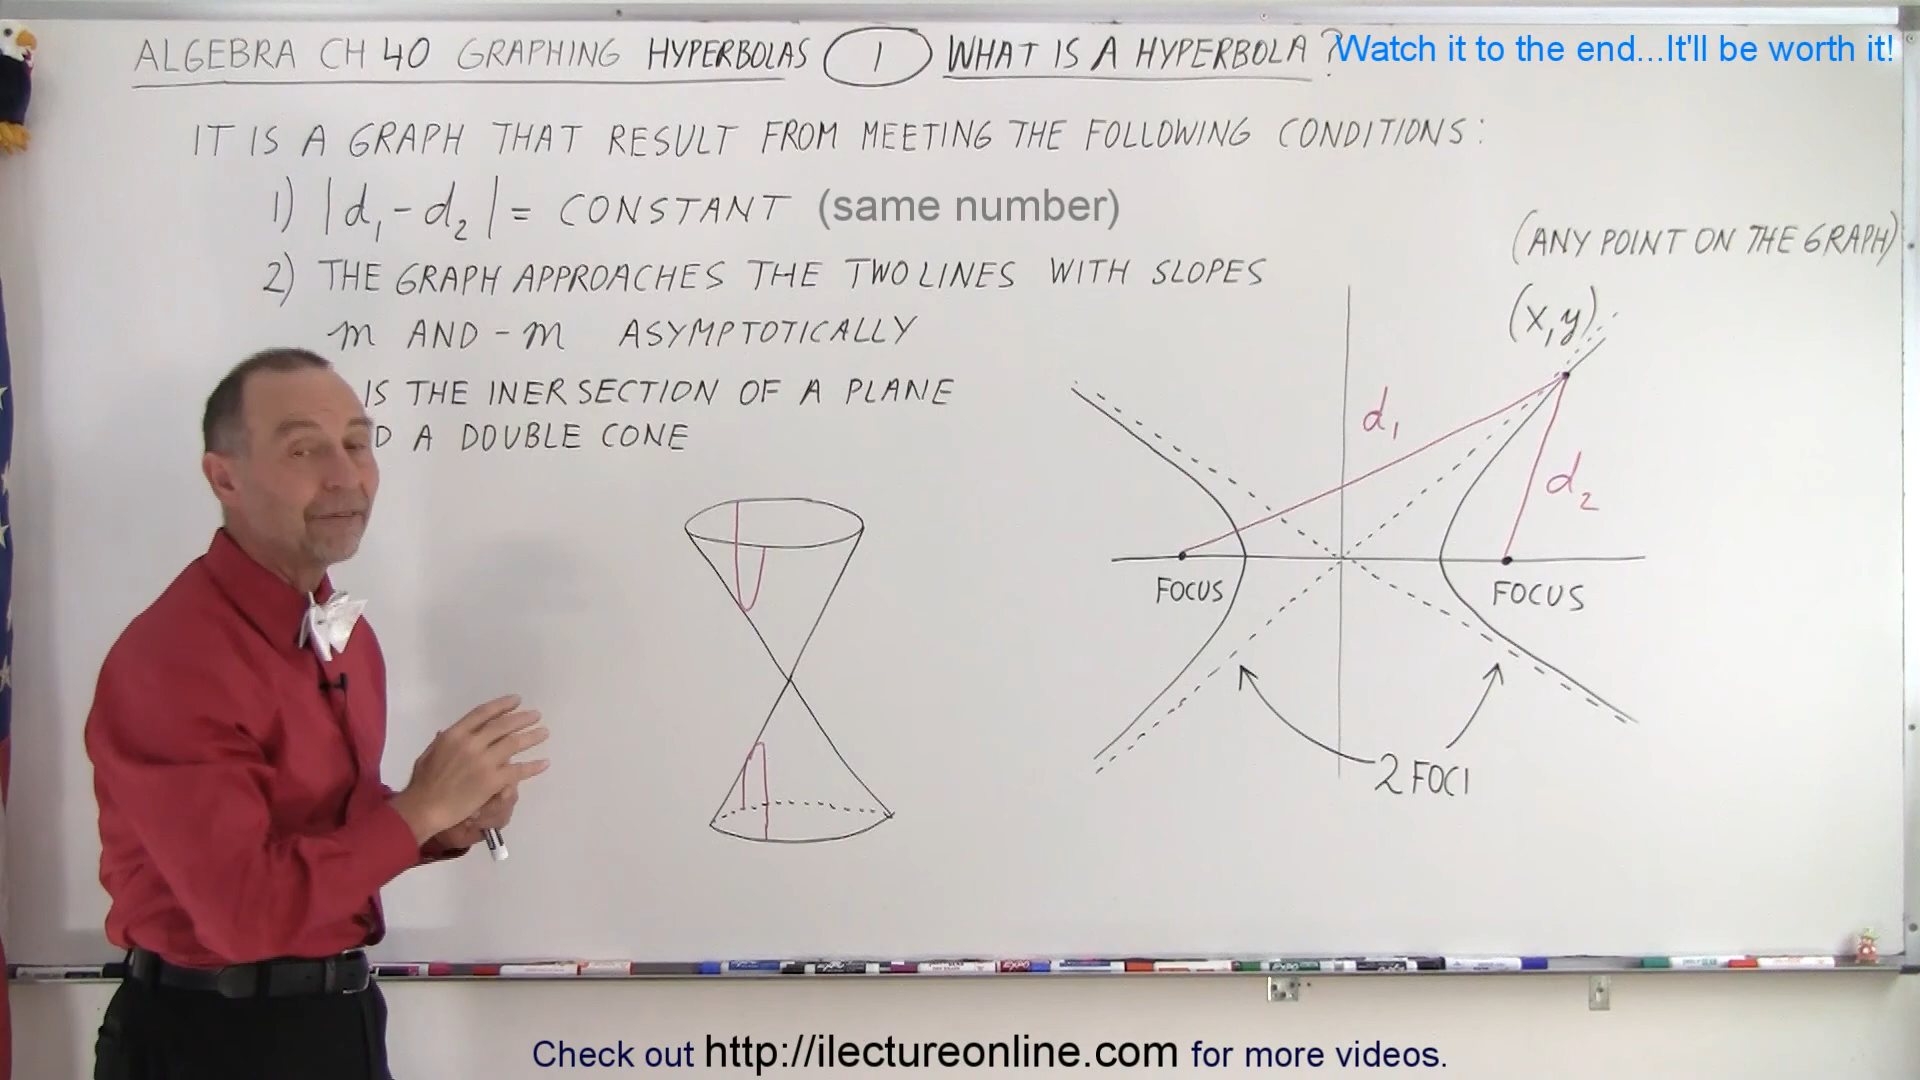 ALGEBRA CH 40 GRAPHING HYPERBOLAS 1 WHAT IS A HYPERBOLA ?
Watch it to the end...It'll be worth it!
IT IS A GRAPH THAT RESULT FROM MEETING THE FOLLOWING CONDITIONS:
1) |d₁ - d₂| = CONSTANT (same number)
2) THE GRAPH APPROACHES THE TWO LINES WITH SLOPES
m AND -m ASYMPTOTICALLY
IS THE INERSECTION OF A PLANE
D A DOUBLE CONE
(ANY POINT ON THE GRAPH)
(x,y)
d₁
d₂
FOCUS
FOCUS
2 FOCI
Check out http://ilectureonline.com for more videos.